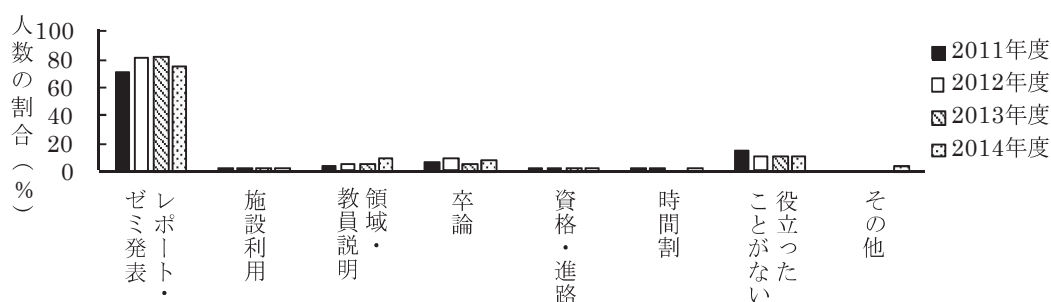 人数の割合(%)
100
80
60
40
20
0
2011年度
2012年度
2013年度
2014年度
レポート・
ゼミ発表
施設利用
領域・
教員説明
卒論
資格・進路
時間割
役立った
ことがない
その他